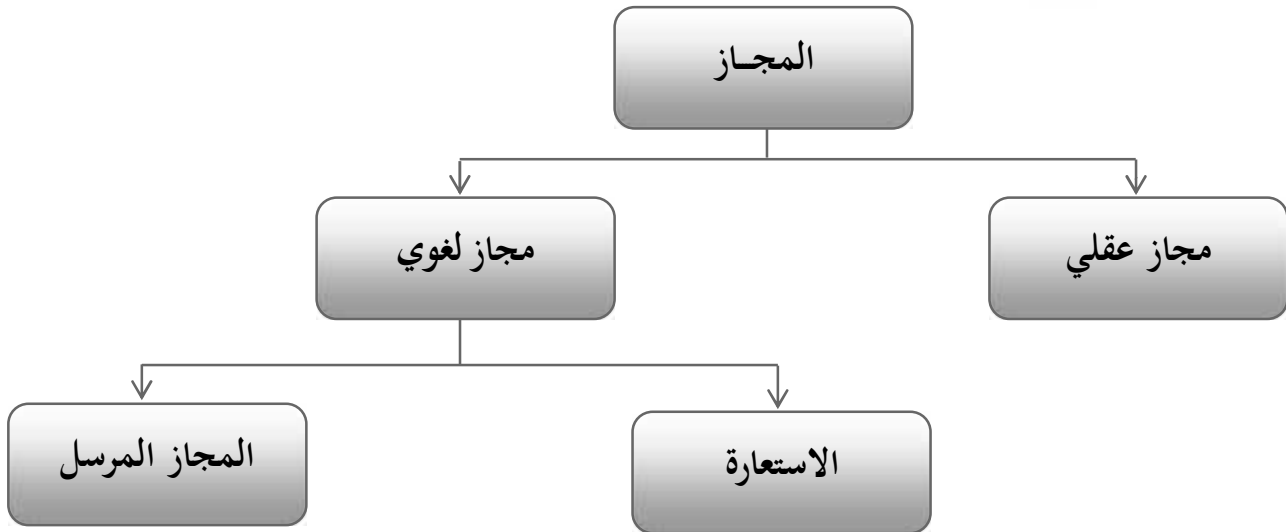 المجـاز
مجاز عقلي
مجاز لغوي
الاستعارة
المجاز المرسل